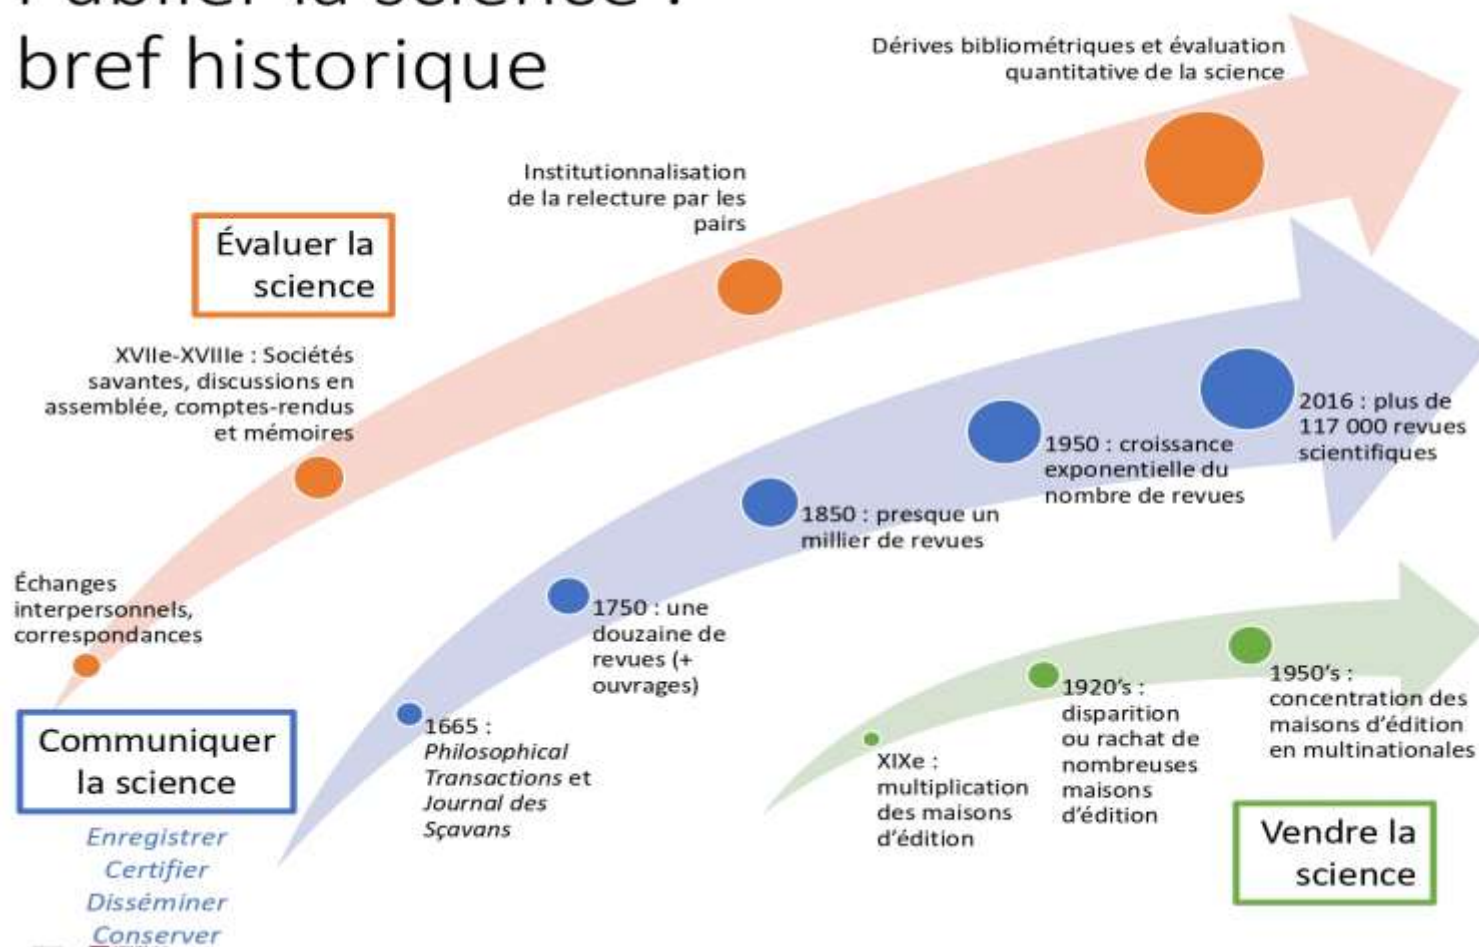 Publier la science :
bref historique
Dérives bibliométriques et évaluation
quantitative de la science
Institutionnalisation
de la relecture par les
pairs
Évaluer la
science
XVIIe-XVIIIe : Sociétés
savantes, discussions en
assemblée, comptes-rendus
et mémoires
Échanges
interpersonnels,
correspondances
Communiquer
la science
Enregistrer
Certifier
Disséminer
Conserver
1665 :
Philosophical
Transactions et
Journal des
Sçavans
1750 : une
douzaine de
revues (+
ouvrages)
1850 : presque un
millier de revues
1950 : croissance
exponentielle du
nombre de revues
2016 : plus de
117 000 revues
scientifiques
XIXe :
multiplication
des maisons
d'édition
1920's :
disparition
ou rachat de
nombreuses
maisons
d'édition
1950's :
concentration des
maisons d'édition
en multinationales
Vendre la
science